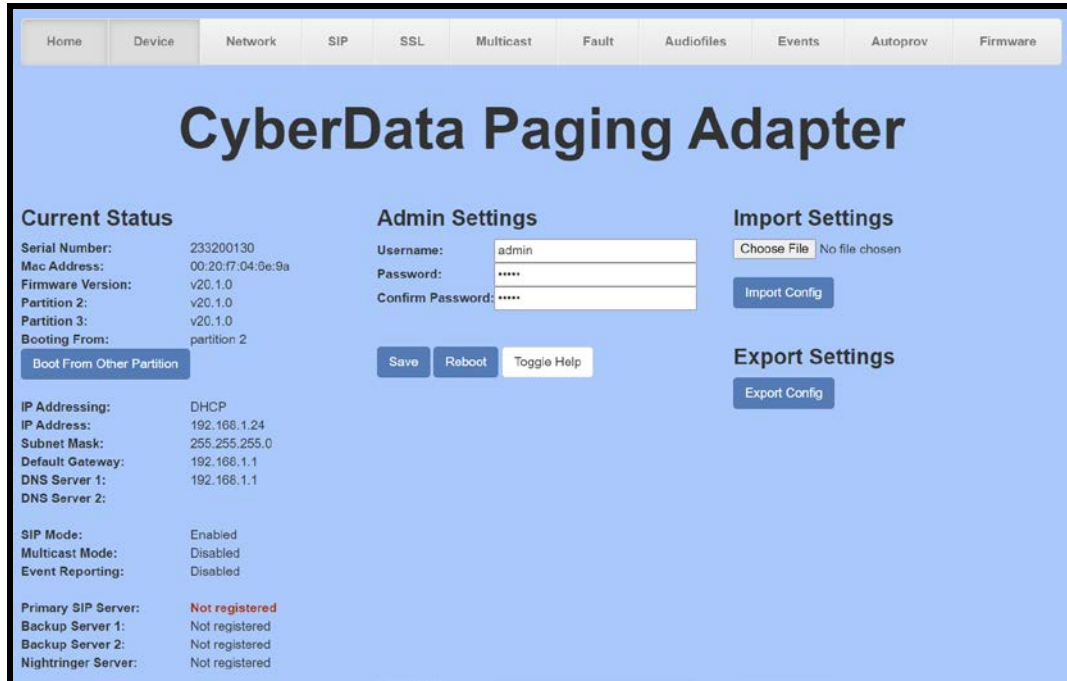 Home Device Network SIP SSL Multicast Fault Audiofiles Events Autoprov Firmware
CyberData Paging Adapter
Current Status
Serial Number: 233200130
Mac Address: 00:20:f7:04:6e:9a
Firmware Version: v20.1.0
Partition 2: v20.1.0
Partition 3: v20.1.0
Booting From: partition 2
Boot From Other Partition
IP Addressing: DHCP
IP Address: 192.168.1.24
Subnet Mask: 255.255.255.0
Default Gateway: 192.168.1.1
DNS Server 1: 192.168.1.1
DNS Server 2:
SIP Mode: Enabled
Multicast Mode: Disabled
Event Reporting: Disabled
Primary SIP Server: Not registered
Backup Server 1: Not registered
Backup Server 2: Not registered
Nightringer Server: Not registered
Admin Settings
Username: admin
Password: •••••
Confirm Password: •••••
Save Reboot Toggle Help
Import Settings
Choose File No file chosen
Import Config
Export Settings
Export Config